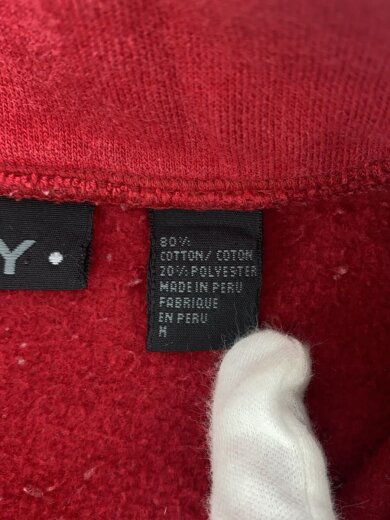 Y •
80%
COTTON/ COTON
20% POLYESTER
MADE IN PERU
FABRIQUE
EN PERU
M